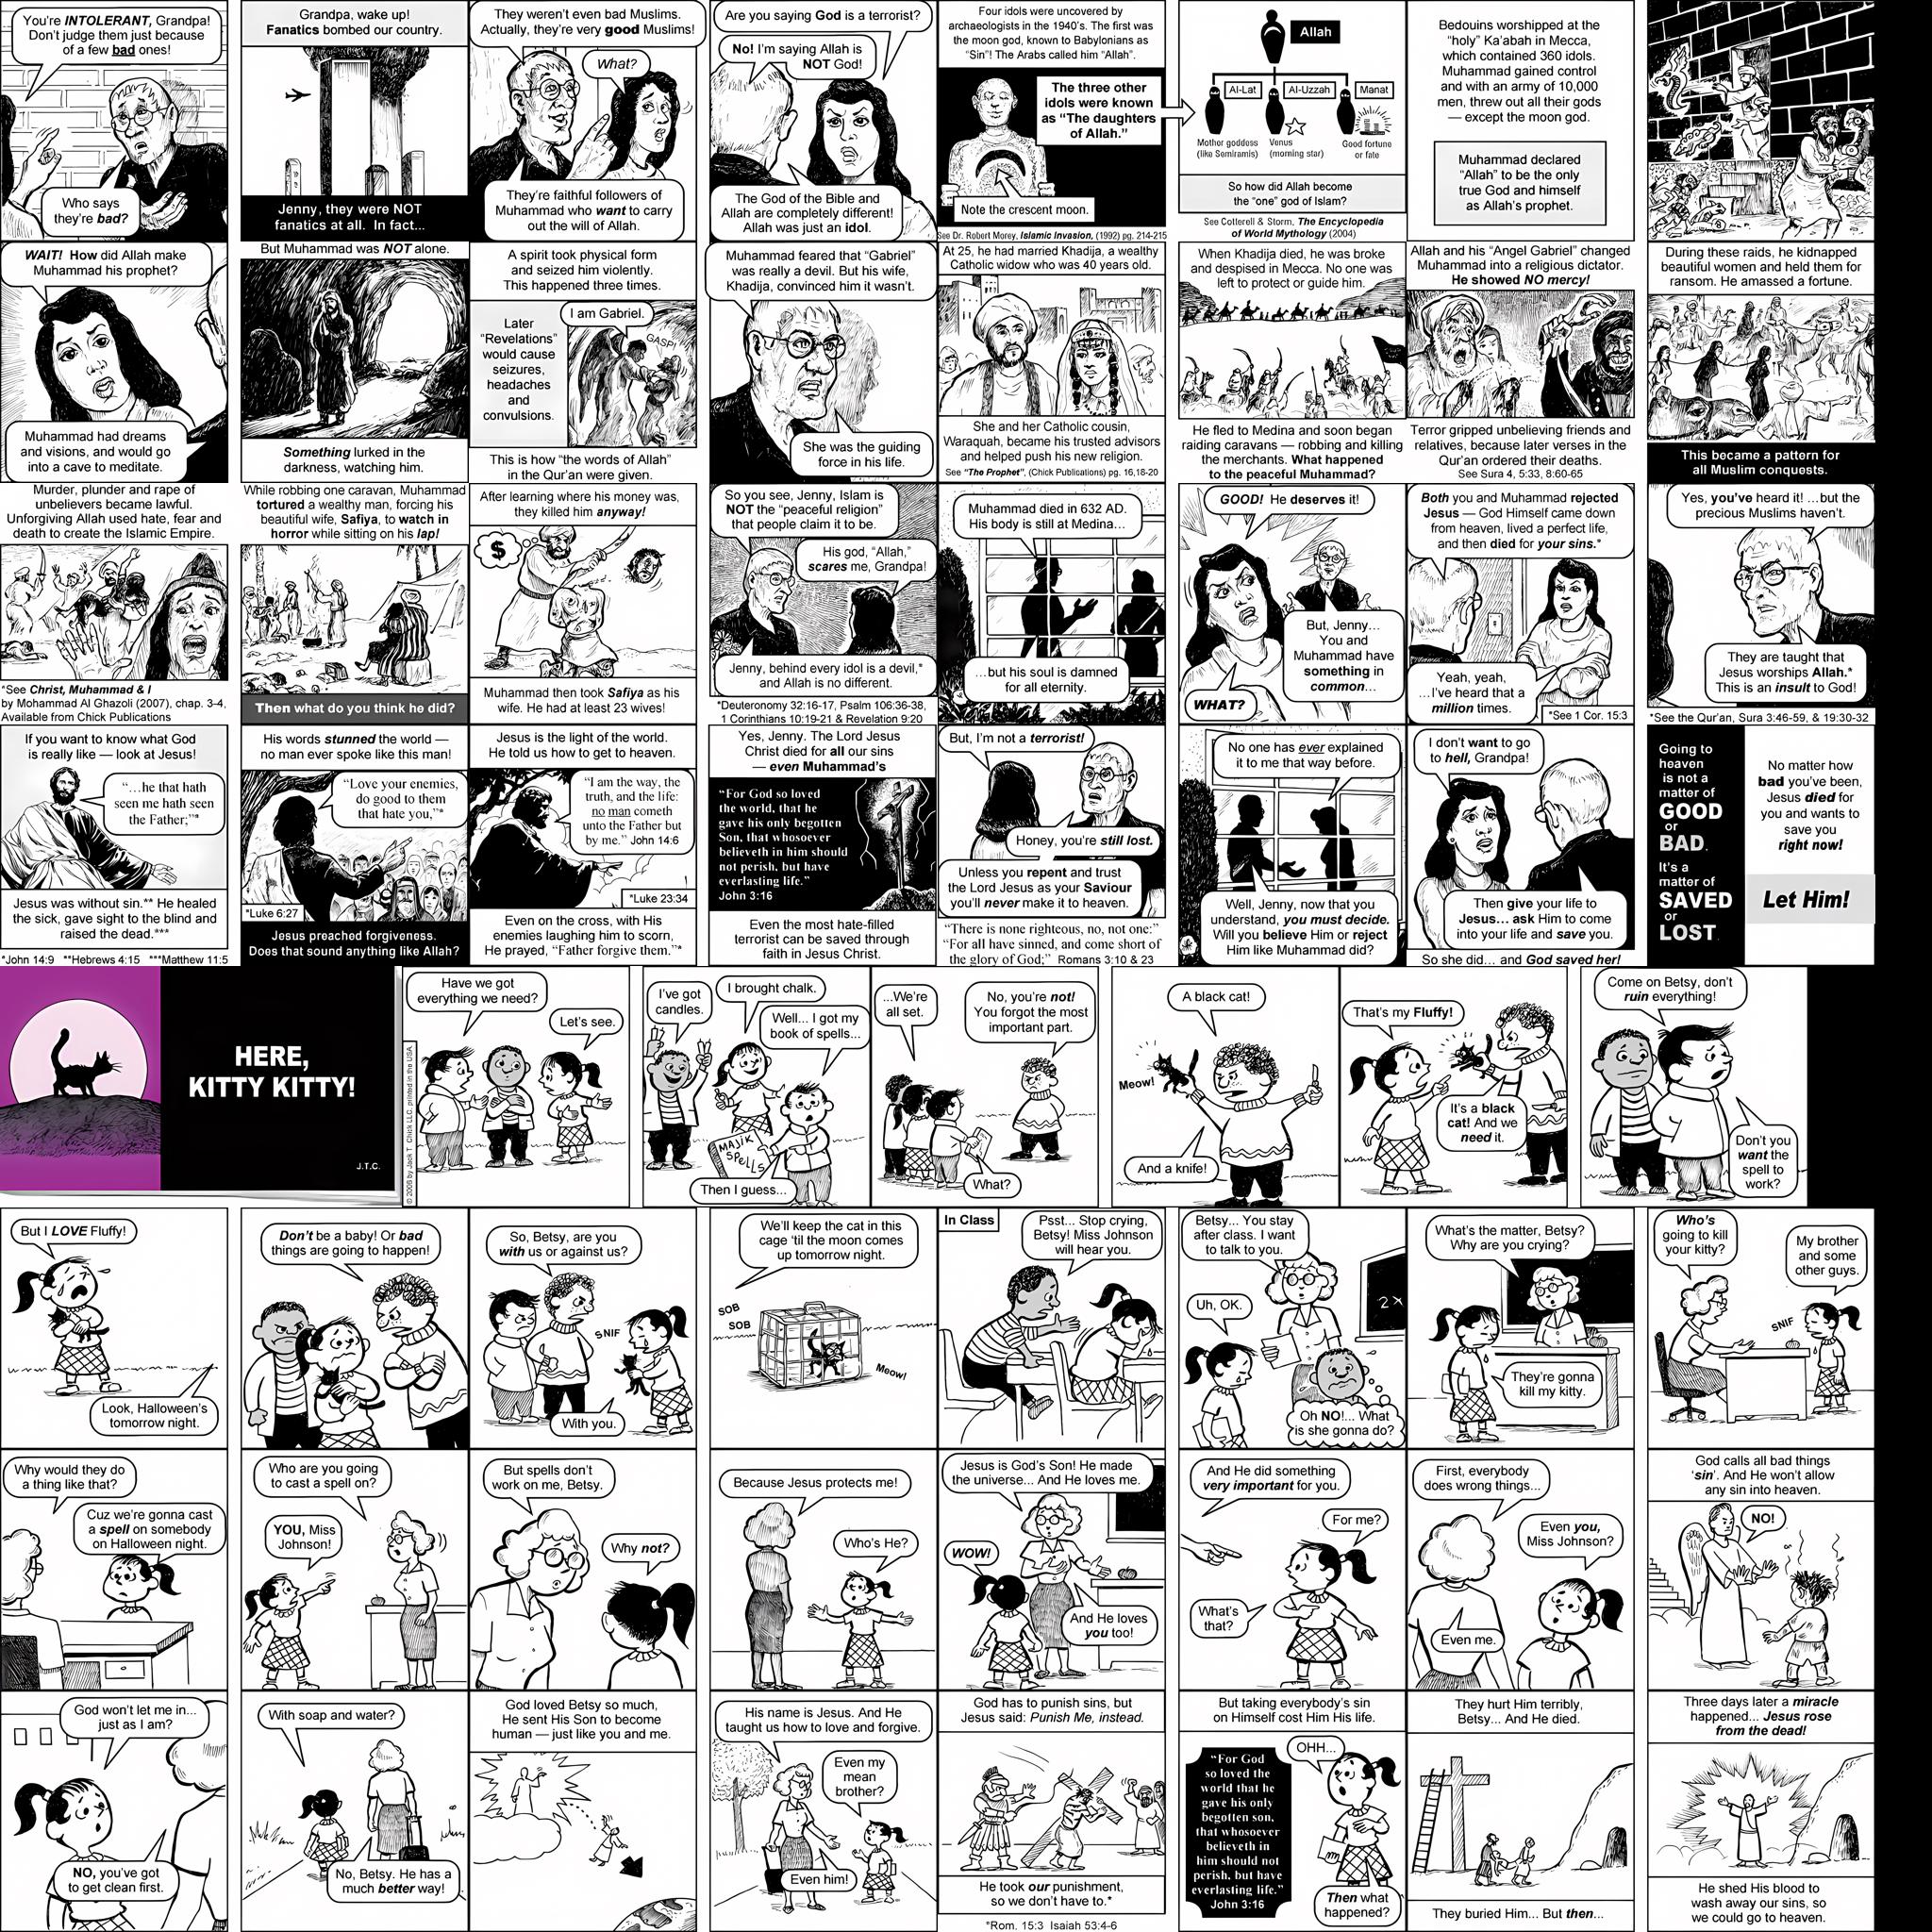 You're INTOLERANT, Grandpa!
Don't judge them just because
of a few bad ones!
Who says
they're bad?
Grandpa, wake up!
Fanatics bombed our country.
Jenny, they were NOT
fanatics at all. In fact...
They weren't even bad Muslims.
Actually, they're very good Muslims!
What?
They're faithful followers of
Muhammad who want to carry
out the will of Allah.
Are you saying God is a terrorist?
No! I'm saying Allah is
NOT God!
The God of the Bible and
Allah are completely different!
Allah was just an idol.
Four idols were uncovered by
archaeologists in the 1940's. The first was
the moon god, known to Babylonians as
"Sin"! The Arabs called him "Allah".
The three other
idols were known
as "The daughters
of Allah."
Note the crescent moon.
See Dr. Robert Morey, Islamic Invasion, (1992) pg. 214-215
Allah
Al-Lat
Al-Uzzah
Manat
Mother goddess
(like Semiramis)
Venus
(morning star)
Good fortune
or fate
So how did Allah become
the "one" god of Islam?
See Cotterell & Storm, The Encyclopedia
of World Mythology (2004)
Bedouins worshipped at the
"holy" Ka'abah in Mecca,
which contained 360 idols.
Muhammad gained control
and with an army of 10,000
men, threw out all their gods
— except the moon god.
Muhammad declared
"Allah" to be the only
true God and himself
as Allah's prophet.
WAIT! How did Allah make
Muhammad his prophet?
Muhammad had dreams
and visions, and would go
into a cave to meditate.
But Muhammad was NOT alone.
Something lurked in the
darkness, watching him.
A spirit took physical form
and seized him violently.
This happened three times.
Later
"Revelations"
would cause
seizures,
headaches
and
convulsions.
I am Gabriel.
GASP!
This is how "the words of Allah"
in the Qur'an were given.
Muhammad feared that "Gabriel"
was really a devil. But his wife,
Khadija, convinced him it wasn't.
She was the guiding
force in his life.
At 25, he had married Khadija, a wealthy
Catholic widow who was 40 years old.
She and her Catholic cousin,
Waraquah, became his trusted advisors
and helped push his new religion.
See "The Prophet", (Chick Publications) pg. 16,18-20
When Khadija died, he was broke
and despised in Mecca. No one was
left to protect or guide him.
He fled to Medina and soon began
raiding caravans — robbing and killing
the merchants. What happened
to the peaceful Muhammad?
Allah and his "Angel Gabriel" changed
Muhammad into a religious dictator.
He showed NO mercy!
Terror gripped unbelieving friends and
relatives, because later verses in the
Qur'an ordered their deaths.
See Sura 4, 5:33, 8:60-65
During these raids, he kidnapped
beautiful women and held them for
ransom. He amassed a fortune.
This became a pattern for
all Muslim conquests.
Murder, plunder and rape of
unbelievers became lawful.
Unforgiving Allah used hate, fear and
death to create the Islamic Empire.
*See Christ, Muhammad & I
by Mohammad Al Ghazoli (2007), chap. 3-4,
Available from Chick Publications
While robbing one caravan, Muhammad
tortured a wealthy man, forcing his
beautiful wife, Safiya, to watch in
horror while sitting on his lap!
Then what do you think he did?
After learning where his money was,
they killed him anyway!
$
Muhammad then took Safiya as his
wife. He had at least 23 wives!
So you see, Jenny, Islam is
NOT the "peaceful religion"
that people claim it to be.
His god, "Allah,"
scares me, Grandpa!
Jenny, behind every idol is a devil,*
and Allah is no different.
*Deuteronomy 32:16-17, Psalm 106:36-38,
1 Corinthians 10:19-21 & Revelation 9:20
Muhammad died in 632 AD.
His body is still at Medina...
...but his soul is damned
for all eternity.
GOOD! He deserves it!
But, Jenny...
You and
Muhammad have
something in
common...
WHAT?
Both you and Muhammad rejected
Jesus — God Himself came down
from heaven, lived a perfect life,
and then died for your sins.*
Yeah, yeah,
...I've heard that a
million times.
*See 1 Cor. 15:3
Yes, you've heard it! ...but the
precious Muslims haven't.
They are taught that
Jesus worships Allah.*
This is an insult to God!
*See the Qur'an, Sura 3:46-59, & 19:30-32
If you want to know what God
is really like — look at Jesus!
"...he that hath
seen me hath seen
the Father;"*
Jesus was without sin.** He healed
the sick, gave sight to the blind and
raised the dead.***
*John 14:9 **Hebrews 4:15 ***Matthew 11:5
His words stunned the world —
no man ever spoke like this man!
"Love your enemies,
do good to them
that hate you,"*
*Luke 6:27
Jesus preached forgiveness.
Does that sound anything like Allah?
Jesus is the light of the world.
He told us how to get to heaven.
"I am the way, the
truth, and the life:
no man cometh
unto the Father but
by me." John 14:6
*Luke 23:34
Even on the cross, with His
enemies laughing him to scorn,
He prayed, "Father forgive them."*
Yes, Jenny. The Lord Jesus
Christ died for all our sins
— even Muhammad's
"For God so loved
the world, that he
gave his only begotten
Son, that whosoever
believeth in him should
not perish, but have
everlasting life."
John 3:16
Even the most hate-filled
terrorist can be saved through
faith in Jesus Christ.
But, I'm not a terrorist!
Honey, you're still lost.
Unless you repent and trust
the Lord Jesus as your Saviour
you'll never make it to heaven.
"There is none righteous, no, not one:"
"For all have sinned, and come short of
the glory of God;" Romans 3:10 & 23
No one has ever explained
it to me that way before.
Well, Jenny, now that you
understand, you must decide.
Will you believe Him or reject
Him like Muhammad did?
I don't want to go
to hell, Grandpa!
Then give your life to
Jesus... ask Him to come
into your life and save you.
So she did... and God saved her!
Going to
heaven
is not a
matter of
GOOD
or
BAD.
It's a
matter of
SAVED
or
LOST.
No matter how
bad you've been,
Jesus died for
you and wants to
save you
right now!
Let Him!
HERE,
KITTY KITTY!
J.T.C.
© 2008 by Jack T. Chick LLC. printed in the USA
Have we got
everything we need?
Let's see.
I've got
candles.
I brought chalk.
Well... I got my
book of spells...
MAJIK
SPELLS
Then I guess...
...We're
all set.
No, you're not!
You forgot the most
important part.
What?
A black cat!
Meow!
And a knife!
That's my Fluffy!
It's a black
cat! And we
need it.
Come on Betsy, don't
ruin everything!
Don't you
want the
spell to
work?
But I LOVE Fluffy!
Look, Halloween's
tomorrow night.
Don't be a baby! Or bad
things are going to happen!
So, Betsy, are you
with us or against us?
SNIF
With you.
We'll keep the cat in this
cage 'til the moon comes
up tomorrow night.
SOB
SOB
Meow!
In Class
Psst... Stop crying,
Betsy! Miss Johnson
will hear you.
Betsy... You stay
after class. I want
to talk to you.
Uh, OK.
2×
Oh NO!... What
is she gonna do?
What's the matter, Betsy?
Why are you crying?
They're gonna
kill my kitty.
Who's
going to kill
your kitty?
My brother
and some
other guys.
SNIF
Why would they do
a thing like that?
Cuz we're gonna cast
a spell on somebody
on Halloween night.
Who are you going
to cast a spell on?
YOU, Miss
Johnson!
But spells don't
work on me, Betsy.
Why not?
Because Jesus protects me!
Who's He?
Jesus is God's Son! He made
the universe... And He loves me.
WOW!
And He loves
you too!
And He did something
very important for you.
For me?
What's
that?
First, everybody
does wrong things...
Even you,
Miss Johnson?
Even me.
God calls all bad things
'sin'. And He won't allow
any sin into heaven.
NO!
God won't let me in...
just as I am?
NO, you've got
to get clean first.
With soap and water?
No, Betsy. He has a
much better way!
God loved Betsy so much,
He sent His Son to become
human — just like you and me.
His name is Jesus. And He
taught us how to love and forgive.
Even my
mean
brother?
Even him!
God has to punish sins, but
Jesus said: Punish Me, instead.
He took our punishment,
so we don't have to.*
*Rom. 15:3 Isaiah 53:4-6
But taking everybody's sin
on Himself cost Him His life.
"For God
so loved the
world that he
gave his only
begotten son,
that whosoever
believeth in
him should not
perish, but have
everlasting life."
John 3:16
OHH...
Then what
happened?
They hurt Him terribly,
Betsy... And He died.
They buried Him... But then...
Three days later a miracle
happened... Jesus rose
from the dead!
He shed His blood to
wash away our sins, so
we could go to heaven.